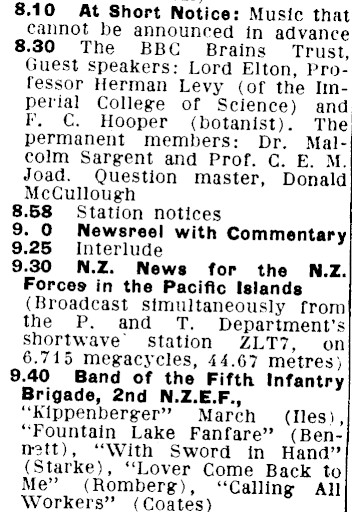 8.10 At Short Notice: Music that
cannot be announced in advance
8.30 The BBC Brains Trust,
Guest speakers: Lord Elton, Pro-
fessor Herman Levy (of the Im-
perial College of Science) and
F. C. Hooper (botanist). The
permanent members: Dr. Mal-
colm Sargent and Prof. C. E. M.
Joad. Question master, Donald
McCullough
8.58 Station notices
9. 0 Newsreel with Commentary
9.25 Interlude
9.30 N.Z. News for the N.Z.
Forces in the Pacific Islands
(Broadcast simultaneously from
the P. and T. Department's
shortwave station ZLT7, on
6.715 megacycles, 44.67 metres)
9.40 Band of the Fifth Infantry
Brigade, 2nd N.Z.E.F.,
"Kippenberger" March (Iles),
"Fountain Lake Fanfare" (Ben-
nett), "With Sword in Hand"
(Starke), "Lover Come Back to
Me" (Romberg), "Calling All
Workers" (Coates)